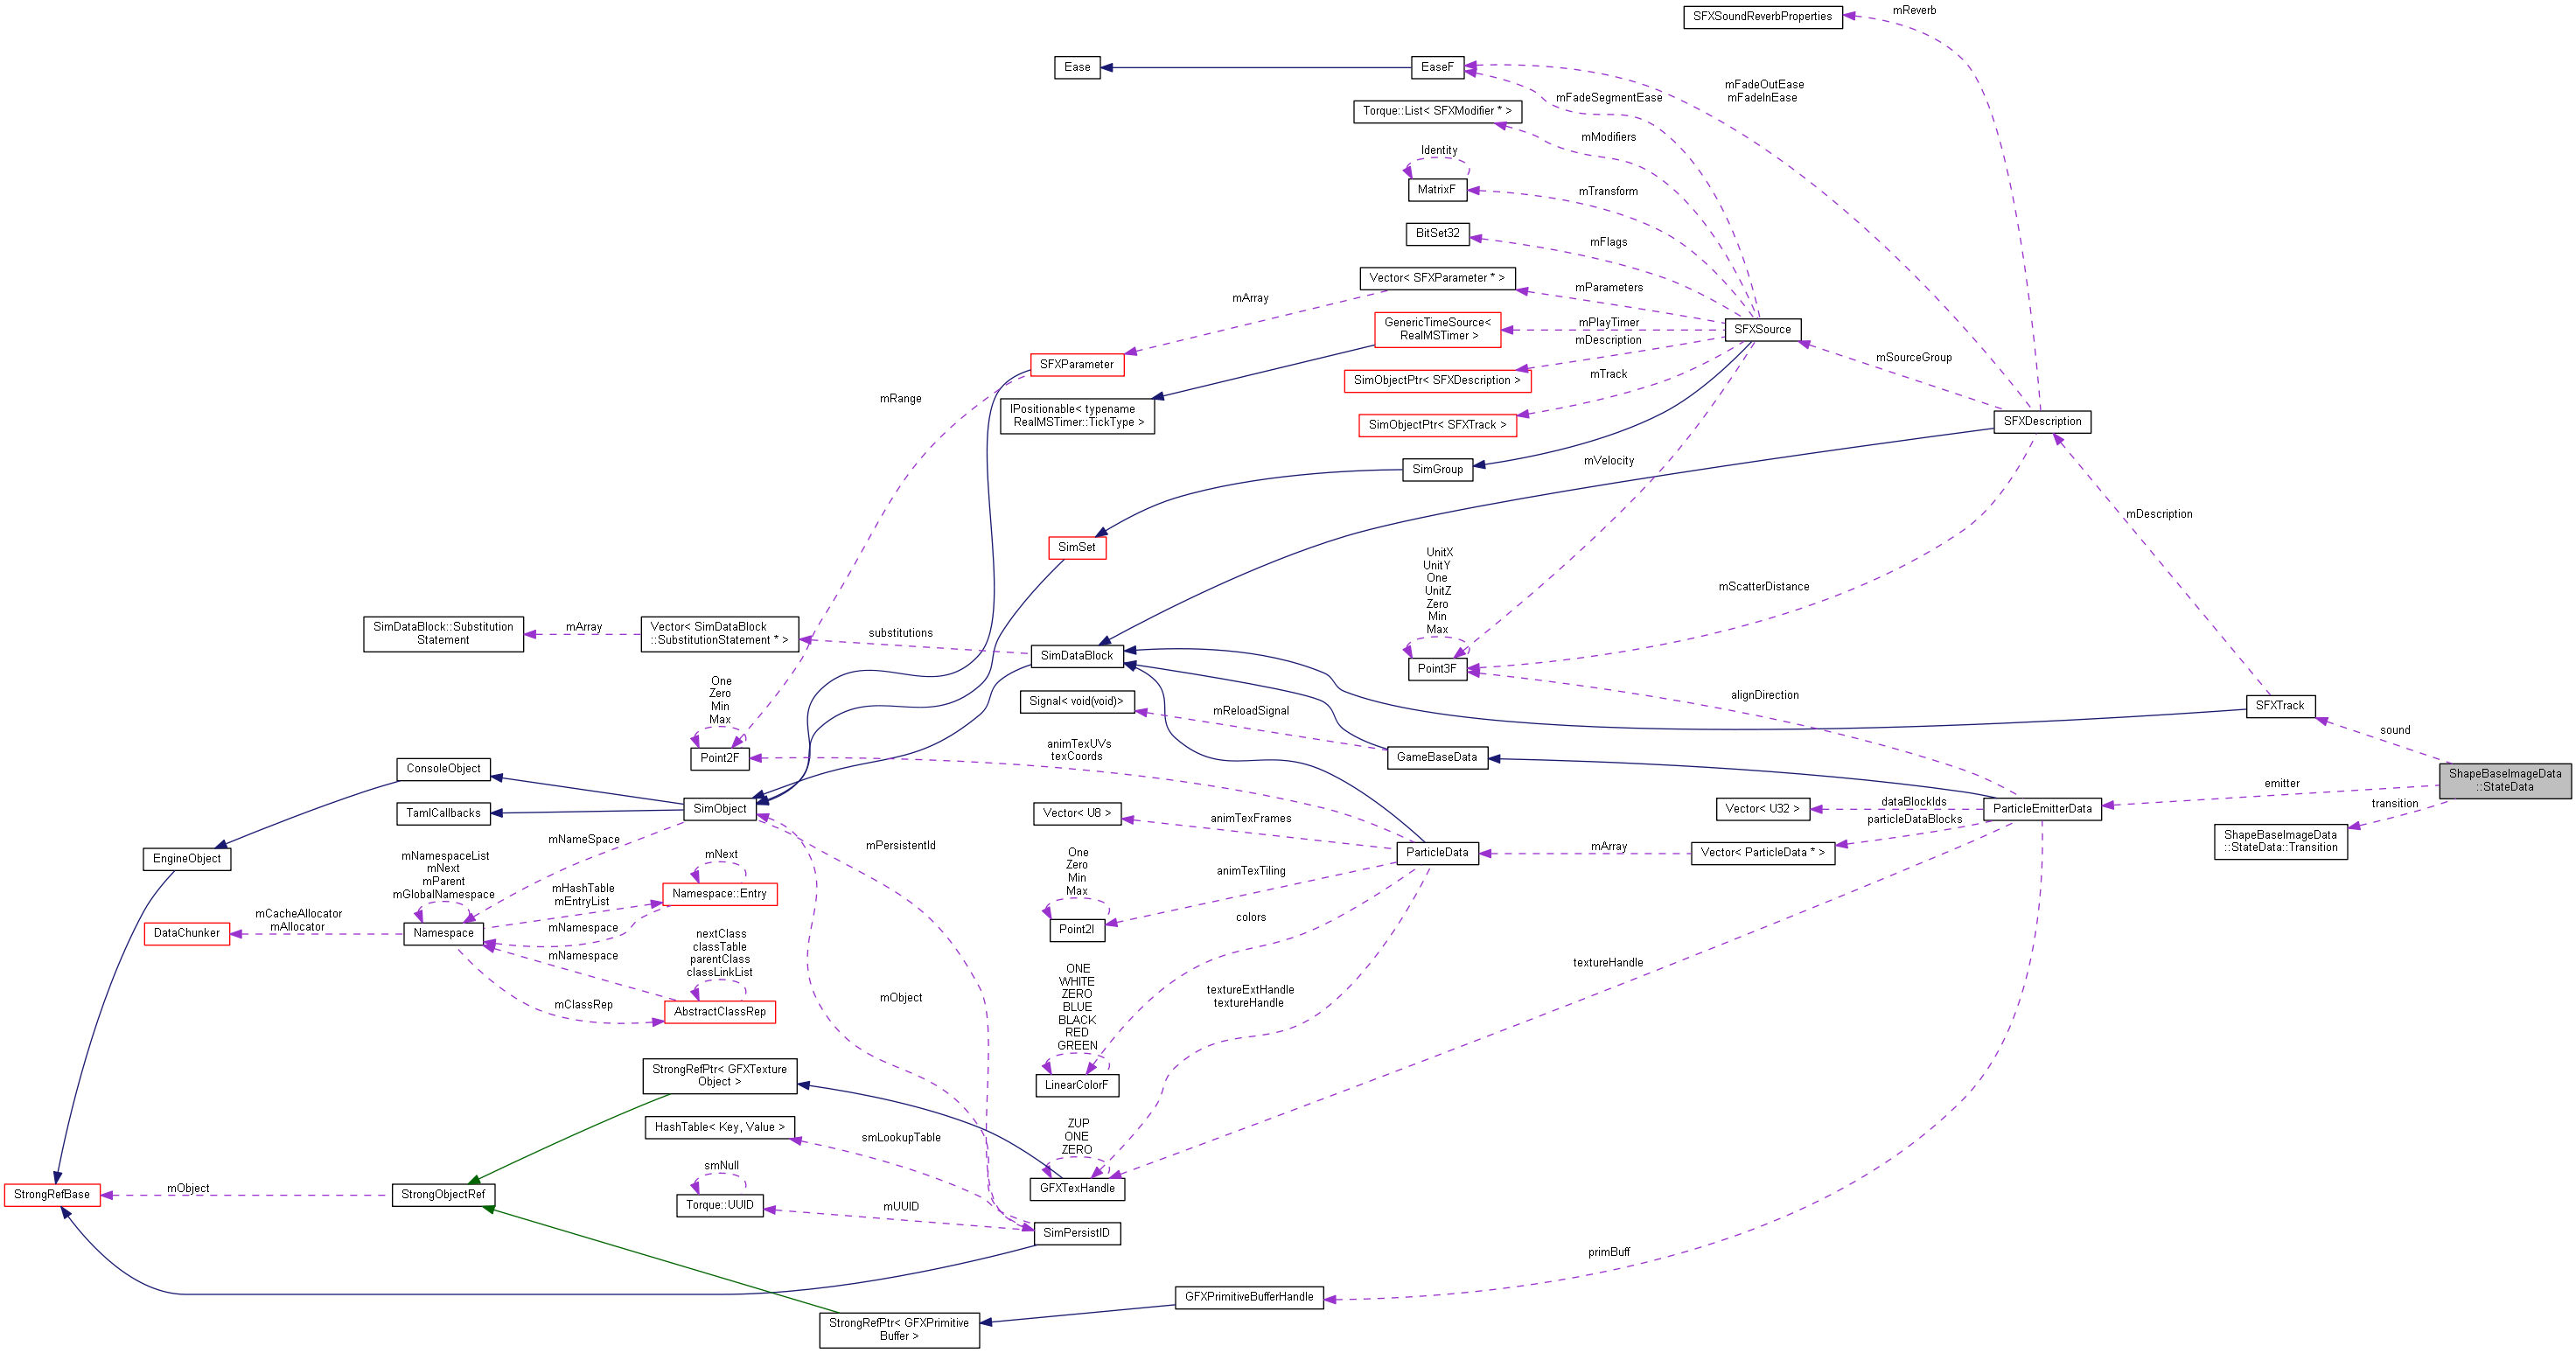 SFXSoundReverbProperties
mReverb
Ease
EaseF
mFadeOutEase
mFadeInEase
mFadeSegmentEase
Torque::List< SFXModifier * >
mModifiers
Identity
MatrixF
mTransform
BitSet32
mFlags
Vector< SFXParameter * >
mParameters
mArray
GenericTimeSource<
RealMSTimer >
mPlayTimer
SFXSource
mDescription
mSourceGroup
SFXParameter
SimObjectPtr< SFXDescription >
mTrack
mRange
IPositionable< typename
RealMSTimer::TickType >
SimObjectPtr< SFXTrack >
SFXDescription
SimGroup
mVelocity
mDescription
SimSet
UnitX
UnitY
One
UnitZ
Zero
Min
Max
mScatterDistance
SimDataBlock::Substitution
Statement
mArray
Vector< SimDataBlock
::SubstitutionStatement * >
substitutions
SimDataBlock
Point3F
One
Zero
Min
Max
Signal< void(void)>
mReloadSignal
alignDirection
SFXTrack
sound
Point2F
animTexUVs
texCoords
GameBaseData
ConsoleObject
ShapeBaseImageData
::StateData
emitter
transition
TamlCallbacks
SimObject
Vector< U8 >
animTexFrames
Vector< U32 >
dataBlockIds
particleDataBlocks
ParticleEmitterData
ShapeBaseImageData
::StateData::Transition
EngineObject
mNameSpace
mPersistentId
ParticleData
mArray
Vector< ParticleData * >
mNamespaceList
mNext
mParent
mGlobalNamespace
mNext
mHashTable
mEntryList
Namespace::Entry
One
Zero
Min
Max
animTexTiling
DataChunker
mCacheAllocator
mAllocator
Namespace
mNamespace
Point2I
colors
mNamespace
nextClass
classTable
parentClass
classLinkList
mClassRep
AbstractClassRep
mObject
ONE
WHITE
ZERO
BLUE
BLACK
RED
GREEN
textureExtHandle
textureHandle
textureHandle
StrongRefPtr< GFXTexture
Object >
LinearColorF
HashTable< Key, Value >
smLookupTable
ZUP
ONE
ZERO
smNull
StrongRefBase
mObject
StrongObjectRef
Torque::UUID
mUUID
GFXTexHandle
SimPersistID
primBuff
GFXPrimitiveBufferHandle
StrongRefPtr< GFXPrimitive
Buffer >